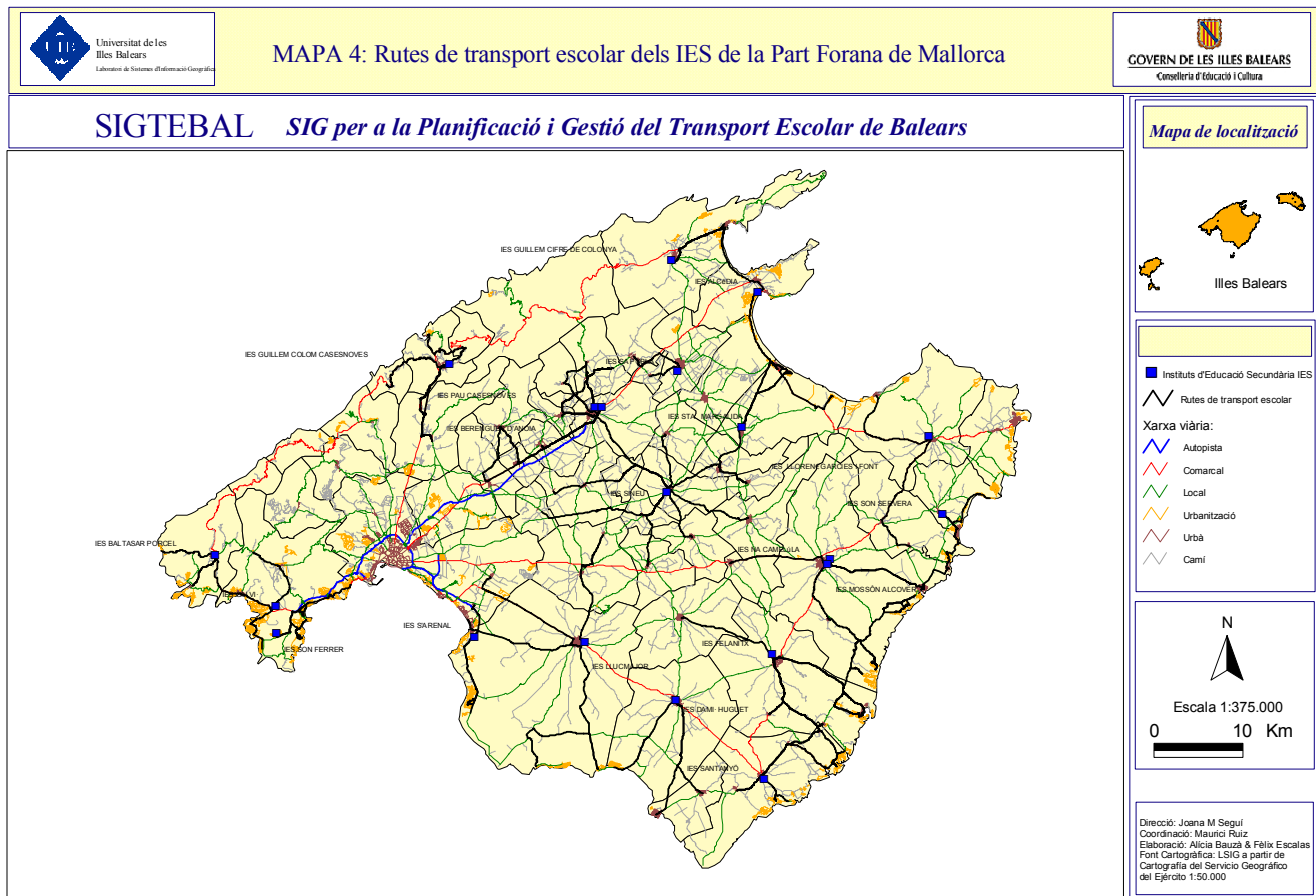 Universitat de les
Illes Balears
Laboratori de Sistemes d'Informació Geogràfica
MAPA 4: Rutes de transport escolar dels IES de la Part Forana de Mallorca
GOVERN DE LES ILLES BALEARS
Conselleria d'Educació i Cultura
SIGTEBAL SIG per a la Planificació i Gestió del Transport Escolar de Balears
Mapa de localització
Illes Balears
IES GUILLEM CIFRE DE COLONYA
IES ALCÚDIA
IES GUILLEM COLOM CASESNOVES
IES SA POBLA
IES PAU CASESNOVES
IES STA. MARGALIDA
IES BERENGUER D'ANOIA
IES LLORENÇ GARCIES I FONT
IES SINEU
IES SON SERVERA
IES BALTASAR PORCEL
IES NA CAMEL·LA
IES MOSSÓN ALCOVER
IES S'ARENAL
IES FELANITX
IES SON FERRER
IES LLUCMAJOR
IES DAMI· HUGUET
IES SANTANYÓ
Instituts d'Educació Secundària IES
Rutes de transport escolar
Xarxa viària:
Autopista
Comarcal
Local
Urbanització
Urbà
Camí
N
Escala 1:375.000
0 10 Km
Direcció: Joana M Seguí
Coordinació: Maurici Ruiz
Elaboració: Alícia Bauzà & Fèlix Escalas
Font Cartogràfica: LSIG a partir de
Cartografía del Servicio Geográfico
del Ejército 1:50.000